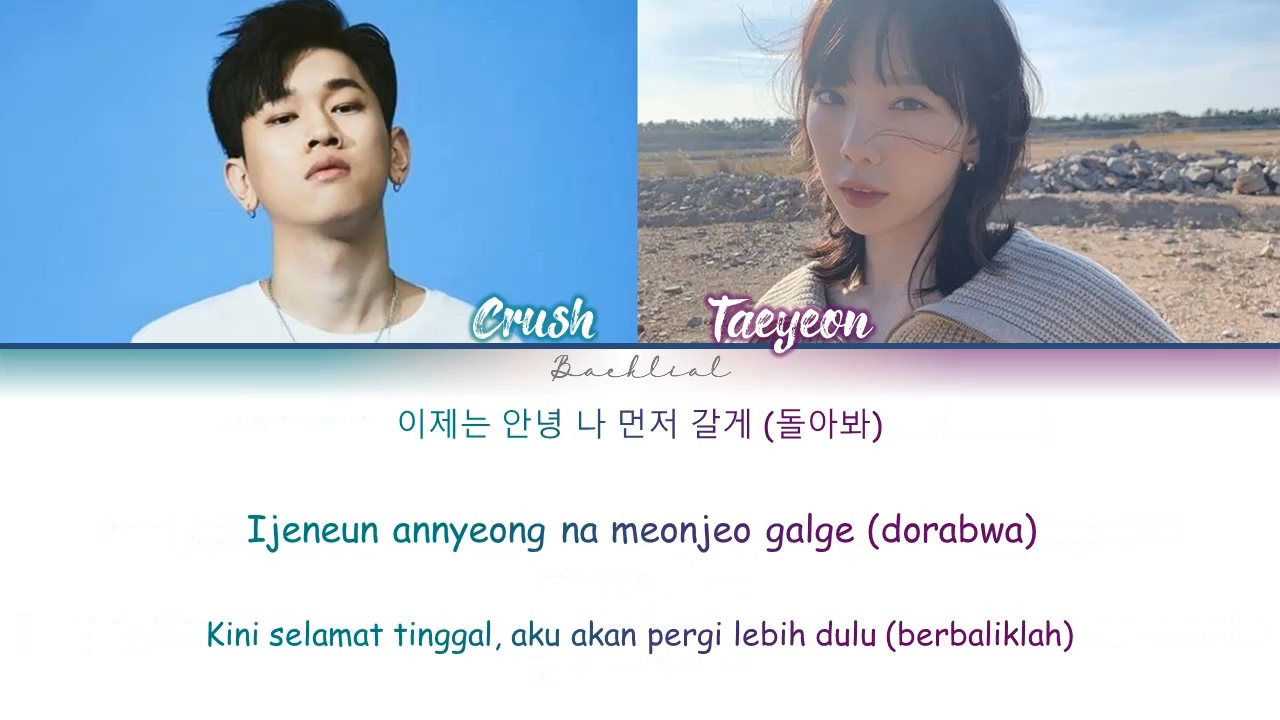 Crush
Taeyeon
Baeklial
이제는 안녕 나 먼저 갈게 (돌아봐)
Ijeneun annyeong na meonjeo galge (dorabwa)
Kini selamat tinggal, aku akan pergi lebih dulu (berbaliklah)